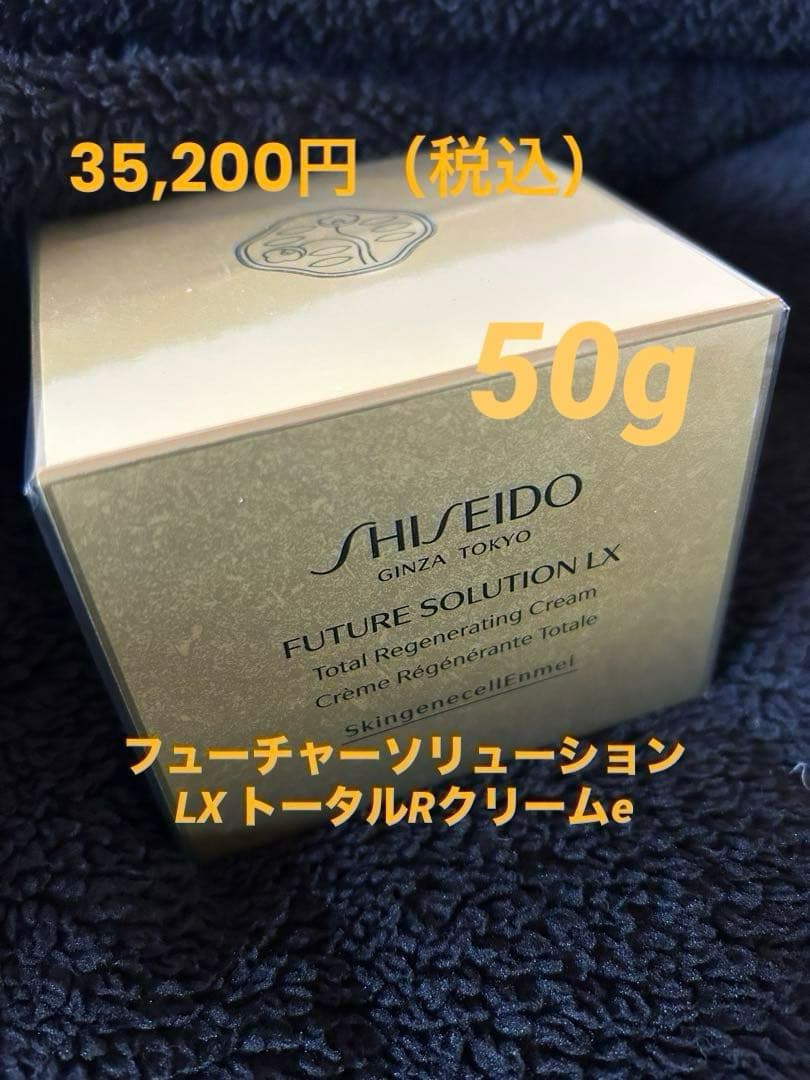 35,200円（税込）
50g
SHISEIDO
GINZA TOKYO
FUTURE SOLUTION LX
Total Regenerating Cream
Crème Régénérante Totale
SkingenecellEnmei
フューチャーソリューション
LX トータルRクリームe